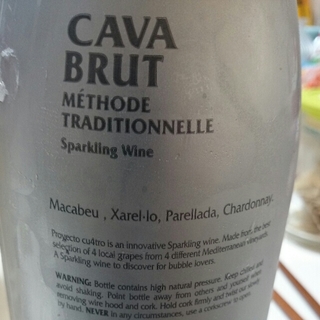 CAVA
BRUT
MÉTHODE
TRADITIONNELLE
Sparkling Wine
Macabeu , Xarel·lo, Parellada, Chardonnay.
Proyecto cu4tro is an innovative Sparkling wine. Made from, the best
selection of 4 local grapes from 4 different Mediterranean vineyards.
A Sparkling wine to discover for bubble lovers.
WARNING: Bottle contains high natural pressure. Keep chilled and
avoid shaking. Point bottle away from others and yourself when
removing wire hood and cork. Hold cork firmly and twist out slowly
by hand. NEVER in any circumstances, use a corkscrew to open.